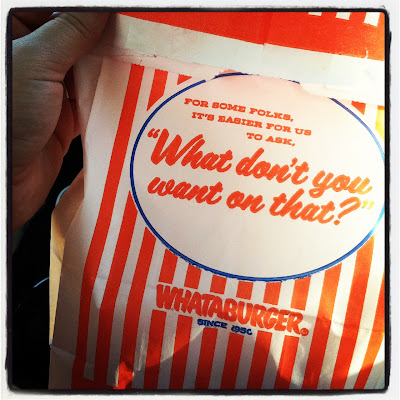 FOR SOME FOLKS,
IT'S EASIER FOR US
TO ASK,
"What don't you
want on that?"
WHATABURGER®
SINCE 1950